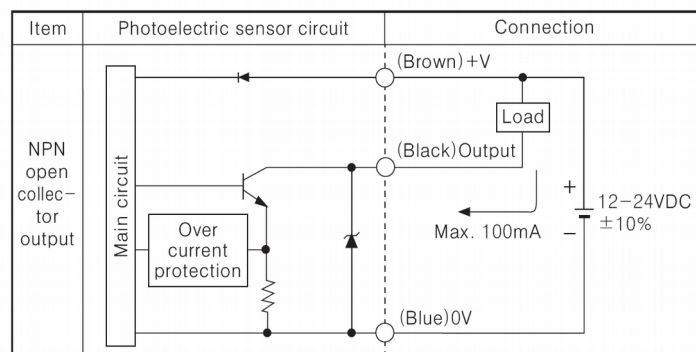 Item
Photoelectric sensor circuit
Connection
NPN
open
collec-
tor
output
Main circuit
Over
current
protection
(Brown)+V
Load
(Black)Output
Max. 100mA
+
12-24VDC
±10%
−
(Blue)0V